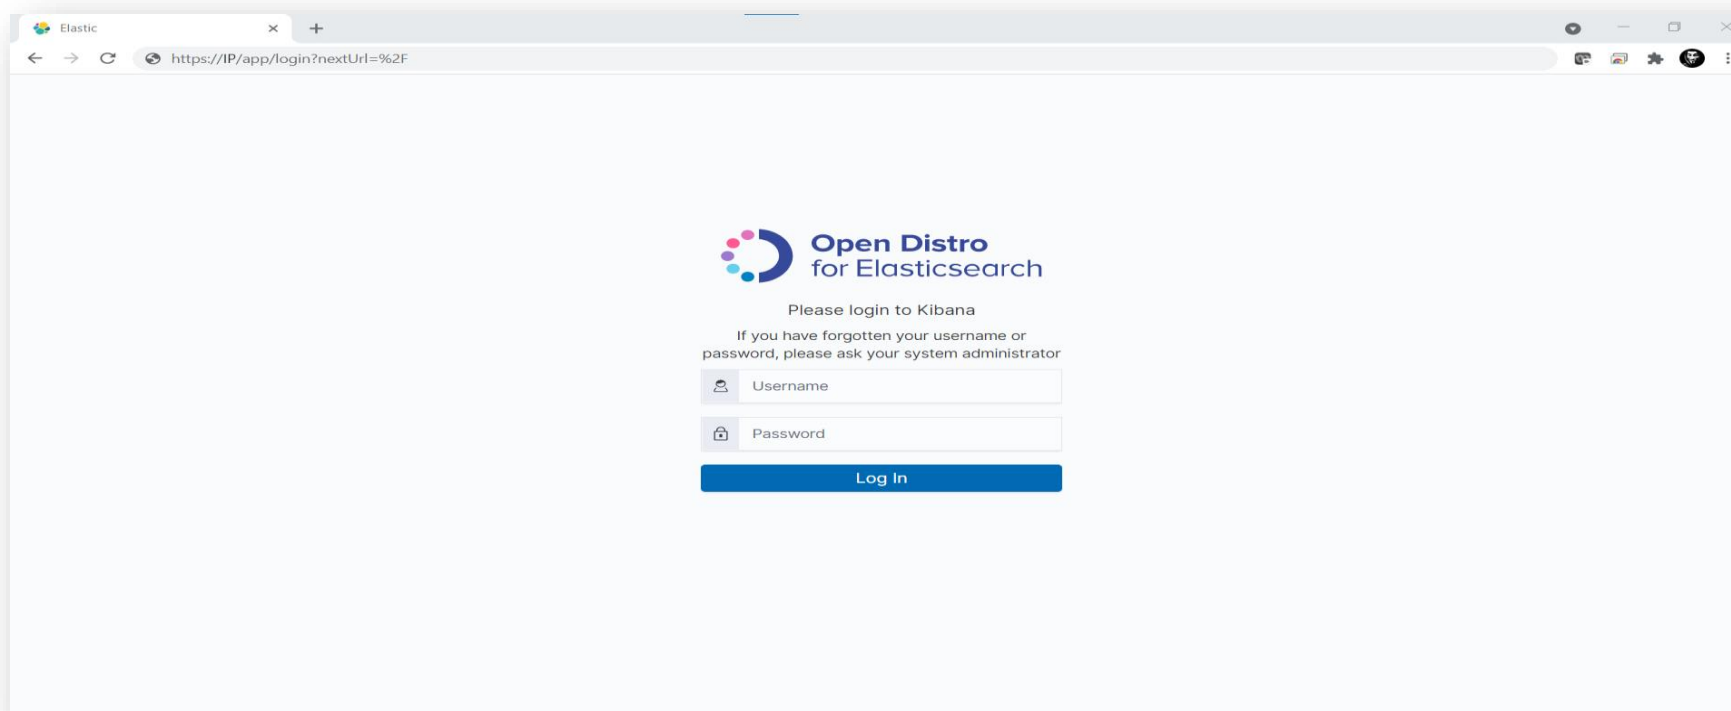 Elastic
https://IP/app/login?nextUrl=%2F
Open Distro
for Elasticsearch
Please login to Kibana
If you have forgotten your username or
password, please ask your system administrator
Username
Password
Log In